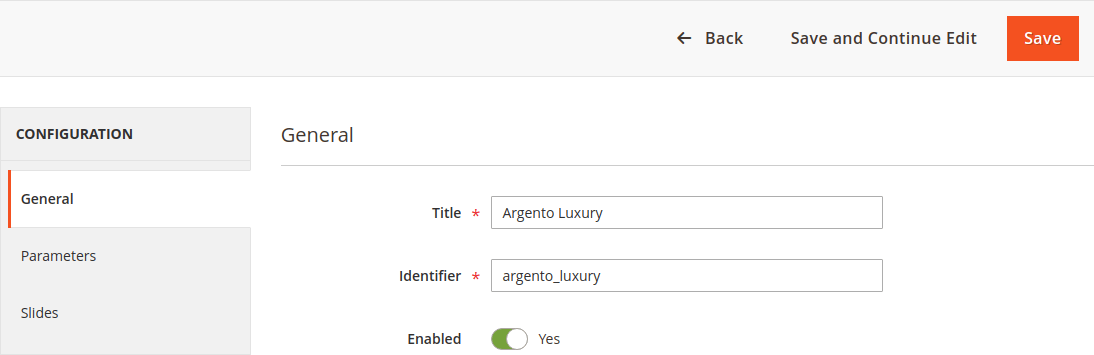 Back
Save and Continue Edit
Save
CONFIGURATION
General
Parameters
Slides
General
Title *
Argento Luxury
Identifier *
argento_luxury
Enabled
Yes